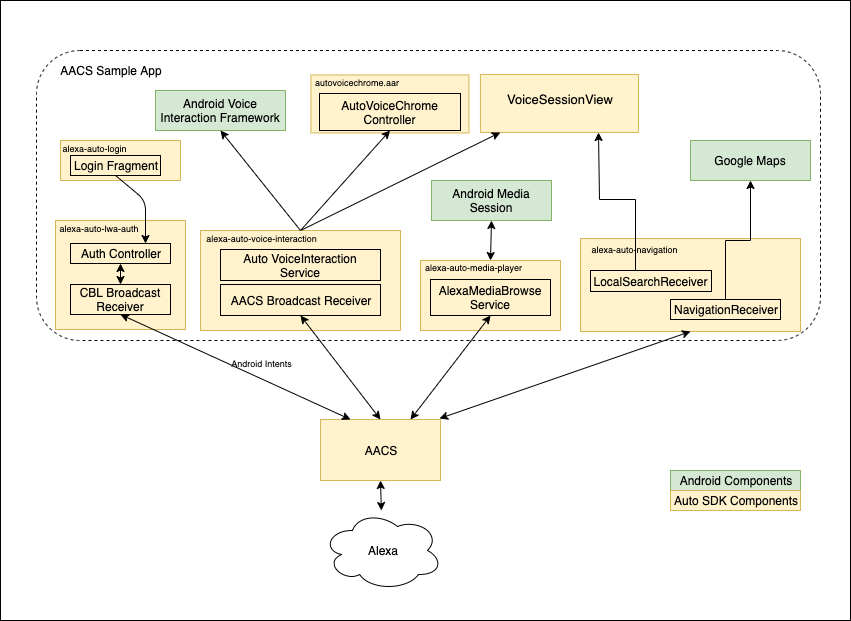 AACS Sample App
Android Voice
Interaction Framework
autovoicechrome.aar
AutoVoiceChrome
Controller
VoiceSessionView
alexa-auto-login
Login Fragment
Android Media
Session
Google Maps
alexa-auto-lwa-auth
Auth Controller
CBL Broadcast
Receiver
alexa-auto-voice-interaction
Auto VoiceInteraction
Service
AACS Broadcast Receiver
alexa-auto-media-player
AlexaMediaBrowse
Service
alexa-auto-navigation
LocalSearchReceiver
NavigationReceiver
Android Intents
AACS
Alexa
Android Components
Auto SDK Components